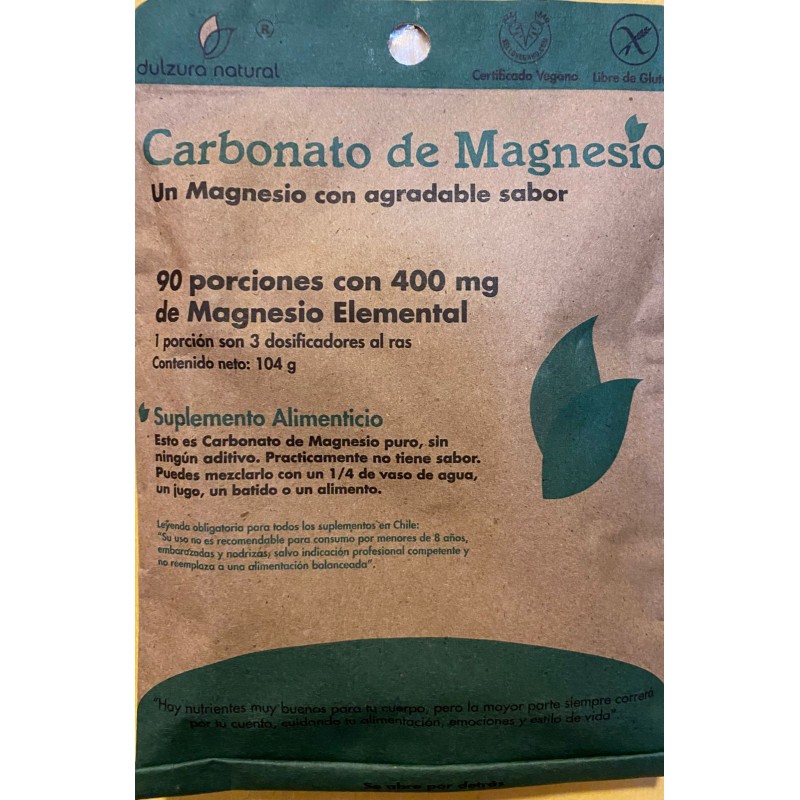 dulzura natural
®
Certificado Vegano
Libre de Glut
Carbonato de Magnesio
Un Magnesio con agradable sabor
90 porciones con 400 mg
de Magnesio Elemental
1 porción son 3 dosificadores al ras
Contenido neto: 104 g
Suplemento Alimenticio
Esto es Carbonato de Magnesio puro, sin
ningún aditivo. Practicamente no tiene sabor.
Puedes mezclarlo con un 1/4 de vaso de agua,
un jugo, un batido o un alimento.
Leyenda obligatoria para todos los suplementos en Chile:
"Su uso no es recomendable para consumo por menores de 8 años,
embarazadas y nodrizas, salvo indicación profesional competente y
no reemplaza a una alimentación balanceada".
"Hay nutrientes muy buenos para tu cuerpo, pero la mayor parte siempre correrá
por tu cuenta, cuidando tu alimentación, emociones y estilo de vida".
Se abre por detrás